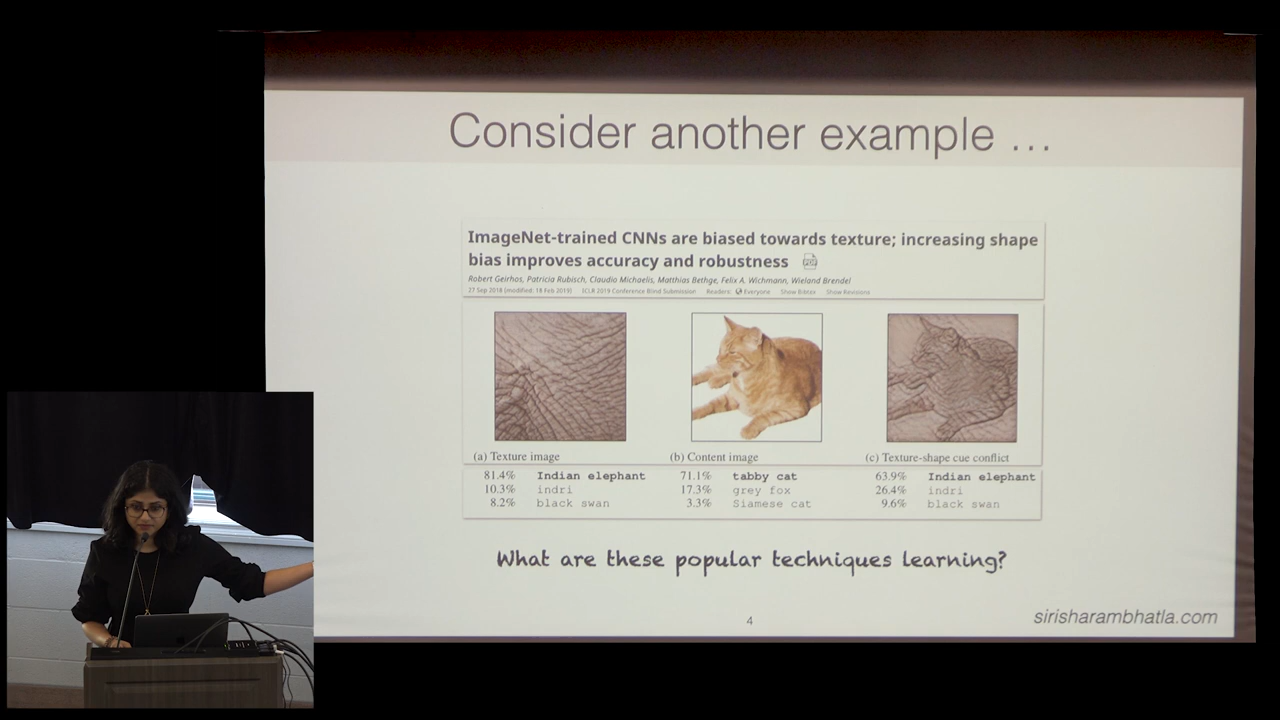 Consider another example ...
ImageNet-trained CNNs are biased towards texture; increasing shape
bias improves accuracy and robustness PDF
Robert Geirhos, Patricia Rubisch, Claudio Michaelis, Matthias Bethge, Felix A. Wichmann, Wieland Brendel
27 Sep 2018 (modified: 18 Feb 2019) ICLR 2019 Conference Blind Submission Readers: Everyone Show Bibtex Show Revisions
(a) Texture image
81.4% Indian elephant
10.3% indri
8.2% black swan
(b) Content image
71.1% tabby cat
17.3% grey fox
3.3% Siamese cat
(c) Texture-shape cue conflict
63.9% Indian elephant
26.4% indri
9.6% black swan
What are these popular techniques learning?
4
sirisharambhatla.com